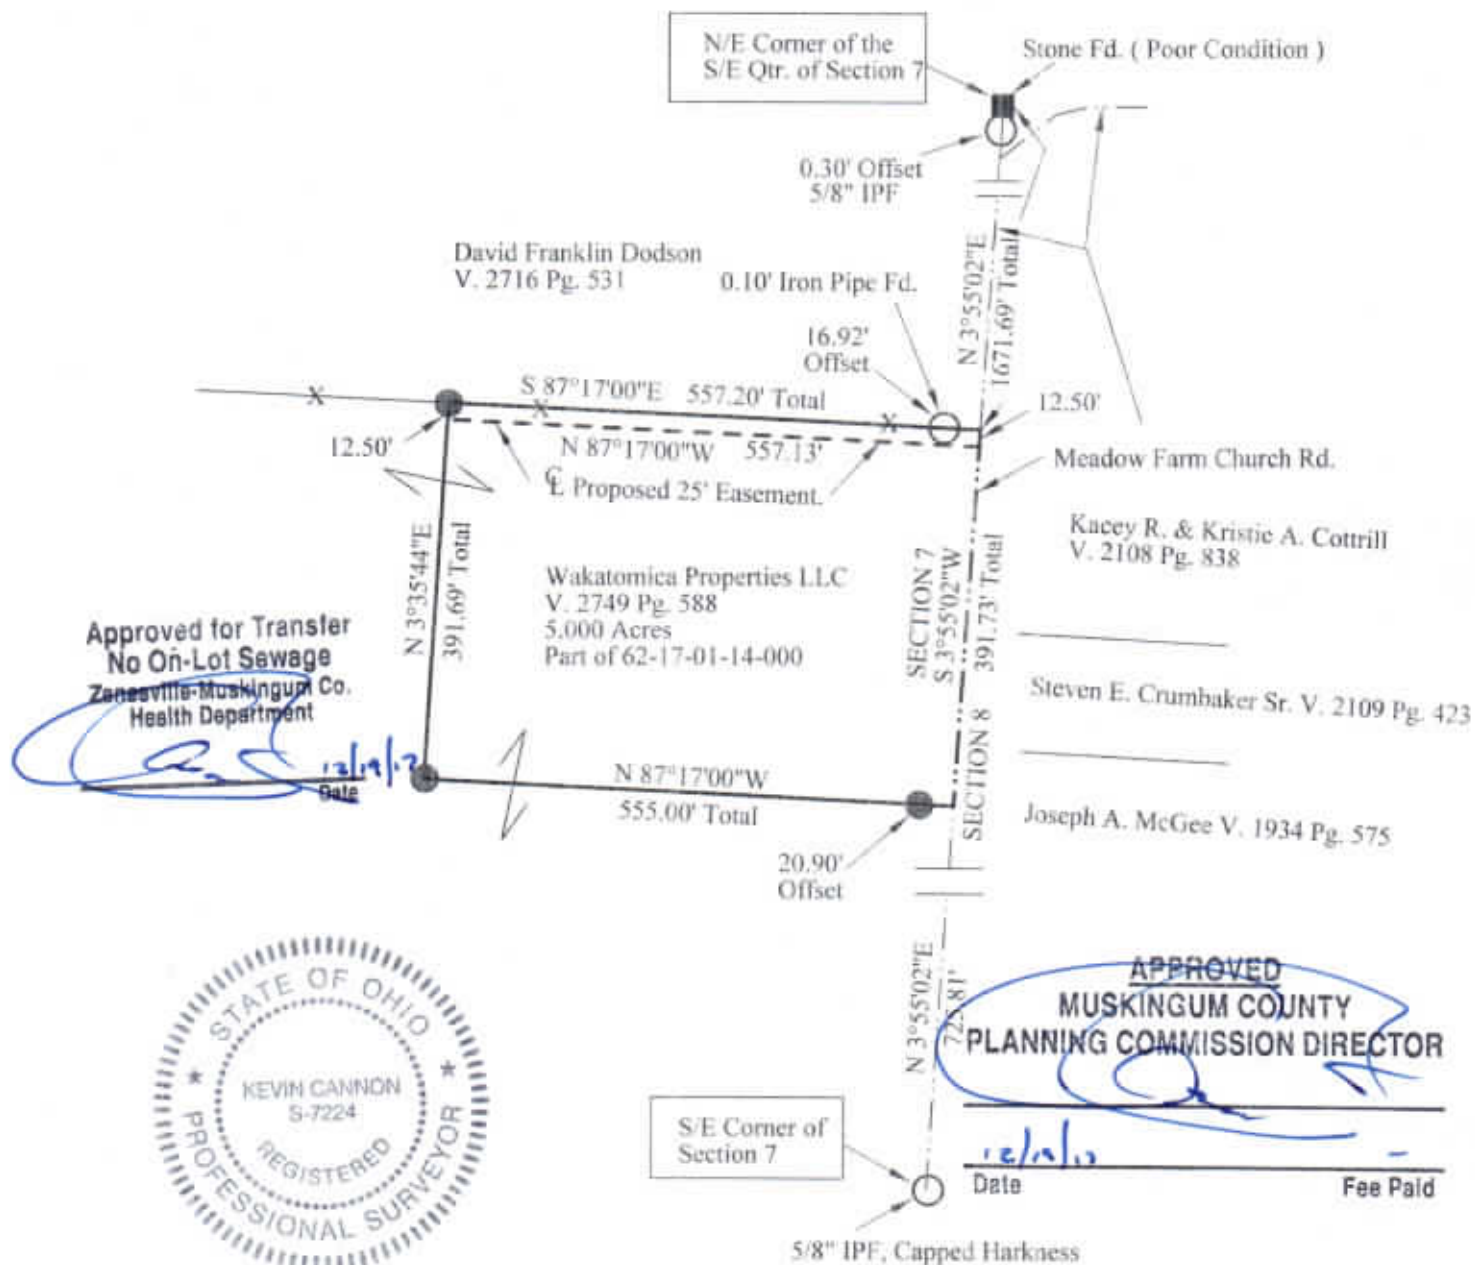 N/E Corner of the
S/E Qtr. of Section 7
Stone Fd. ( Poor Condition )
0.30' Offset
5/8" IPF
N 3°55'02"E
1671.69' Total
David Franklin Dodson
V. 2716 Pg. 531
0.10' Iron Pipe Fd.
16.92'
Offset
X
S 87°17'00"E 557.20' Total
X
X
12.50'
12.50'
N 87°17'00"W 557.13'
℄ Proposed 25' Easement.
Meadow Farm Church Rd.
Kacey R. & Kristie A. Cottrill
V. 2108 Pg. 838
N 3°35'44"E
391.69' Total
Wakatomica Properties LLC
V. 2749 Pg. 588
5.000 Acres
Part of 62-17-01-14-000
SECTION 7
S 3°55'02"W
391.73' Total
SECTION 8
Approved for Transfer
No On-Lot Sewage
Zanesville-Muskingum Co.
Health Department
12/19/17
Date
Steven E. Crumbaker Sr. V. 2109 Pg. 423
N 87°17'00"W
555.00' Total
Joseph A. McGee V. 1934 Pg. 575
20.90'
Offset
N 3°55'02"E
STATE OF OHIO
KEVIN CANNON
S-7224
REGISTERED
PROFESSIONAL SURVEYOR
APPROVED
MUSKINGUM COUNTY
PLANNING COMMISSION DIRECTOR
12/19/17
-
Date
Fee Paid
S/E Corner of
Section 7
5/8" IPF, Capped Harkness